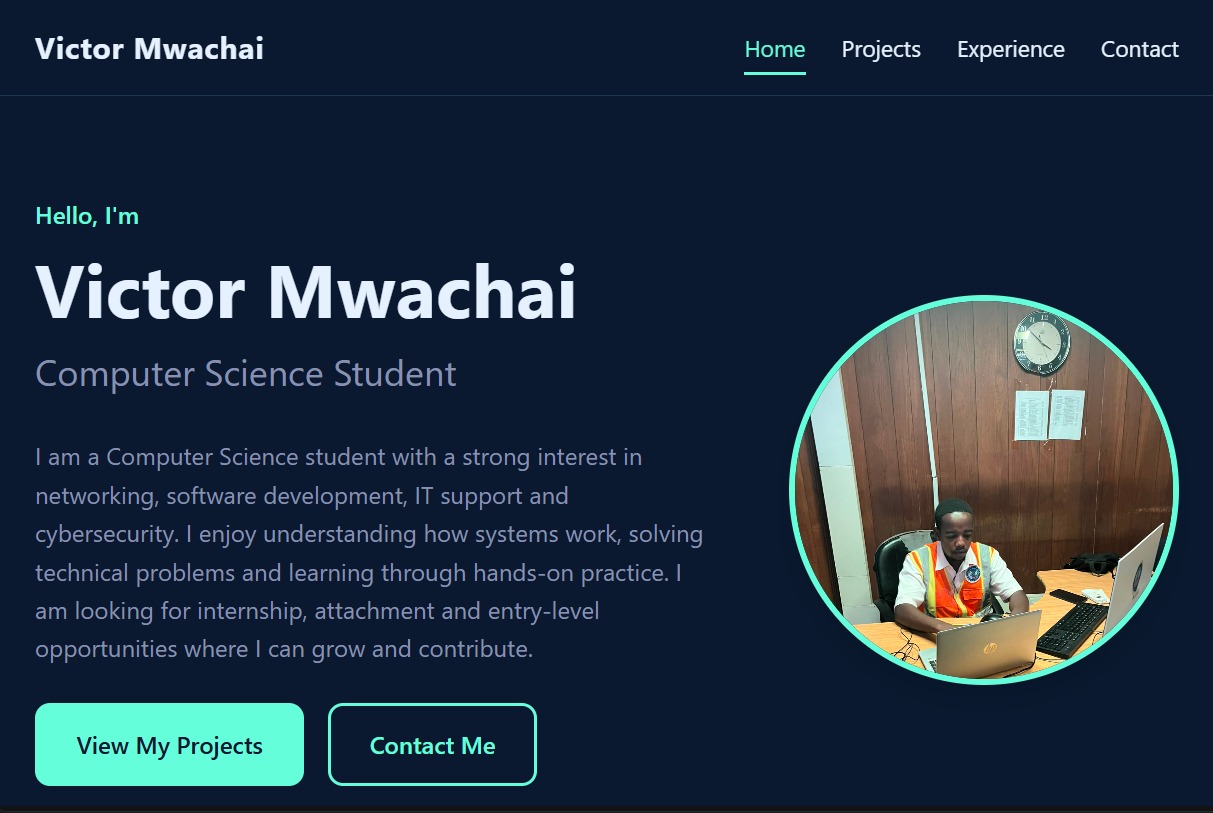 Victor Mwachai
Home Projects Experience Contact
Hello, I'm
Victor Mwachai
Computer Science Student
I am a Computer Science student with a strong interest in
networking, software development, IT support and
cybersecurity. I enjoy understanding how systems work, solving
technical problems and learning through hands-on practice. I
am looking for internship, attachment and entry-level
opportunities where I can grow and contribute.
View My Projects Contact Me
hp